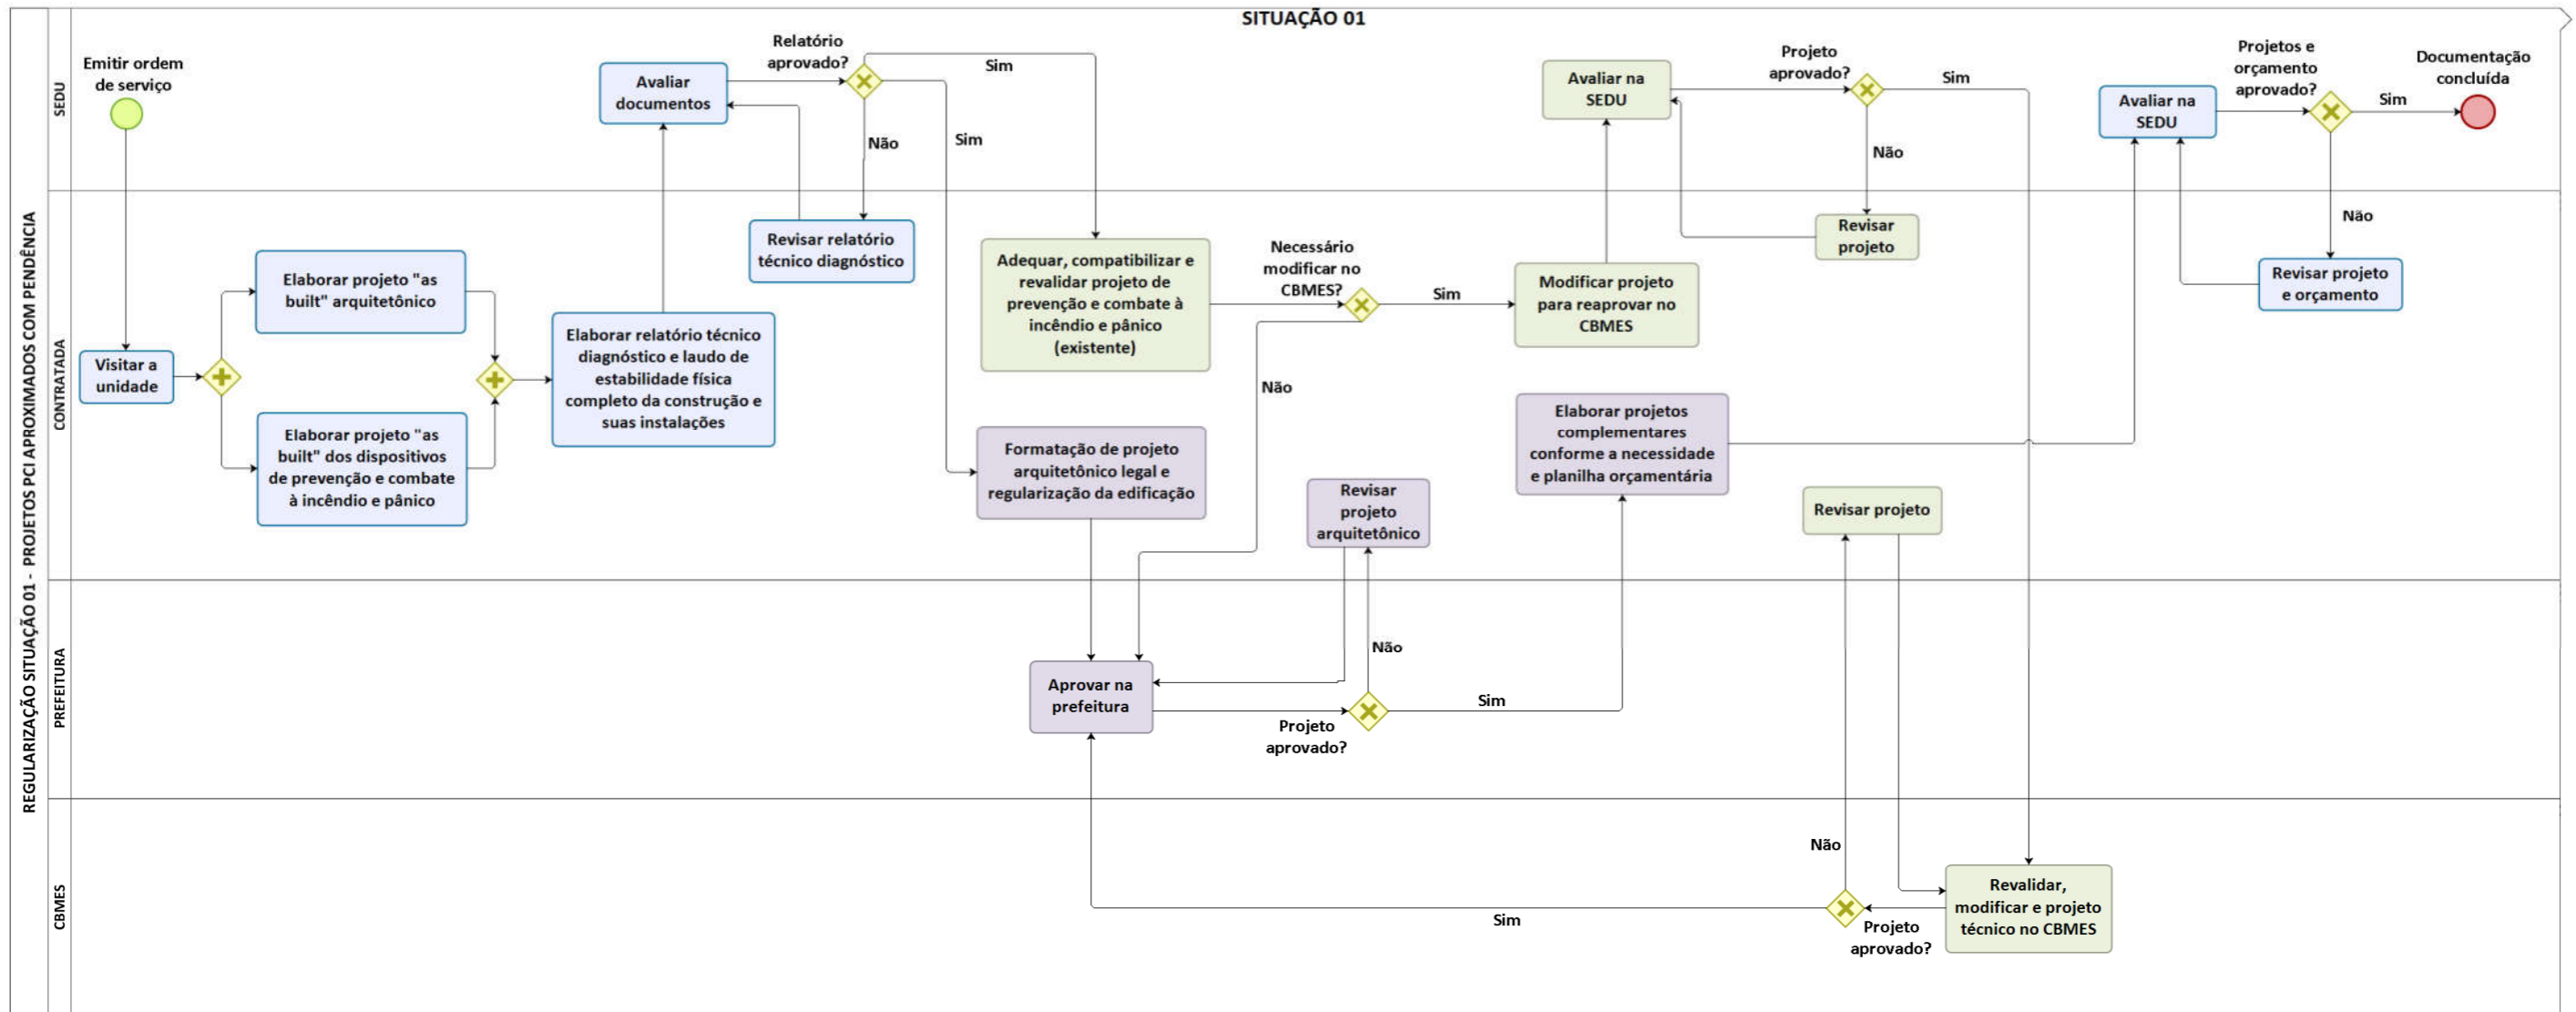 SITUAÇÃO 01
REGULARIZAÇÃO SITUAÇÃO 01 - PROJETOS PCI APROXIMADOS COM PENDÊNCIA
SEDU
Emitir ordem
de serviço
Avaliar
documentos
Relatório
aprovado?
Sim
Sim
Não
Avaliar na
SEDU
Projeto
aprovado?
Sim
Não
Avaliar na
SEDU
Projetos e
orçamento
aprovado?
Sim
Documentação
concluída
Não
CONTRATADA
Visitar a
unidade
Elaborar projeto "as
built" arquitetônico
Elaborar projeto "as
built" dos dispositivos
de prevenção e combate
à incêndio e pânico
Elaborar relatório técnico
diagnóstico e laudo de
estabilidade física
completo da construção e
suas instalações
Revisar relatório
técnico diagnóstico
Adequar, compatibilizar e
revalidar projeto de
prevenção e combate à
incêndio e pânico
(existente)
Necessário
modificar no
CBMES?
Sim
Não
Modificar projeto
para reaprovar no
CBMES
Revisar
projeto
Revisar projeto
e orçamento
Formatação de projeto
arquitetônico legal e
regularização da edificação
Revisar
projeto
arquitetônico
Elaborar projetos
complementares
conforme a necessidade
e planilha orçamentária
Revisar projeto
PREFEITURA
Aprovar na
prefeitura
Projeto
aprovado?
Não
Sim
CBMES
Sim
Não
Projeto
aprovado?
Revalidar,
modificar e projeto
técnico no CBMES